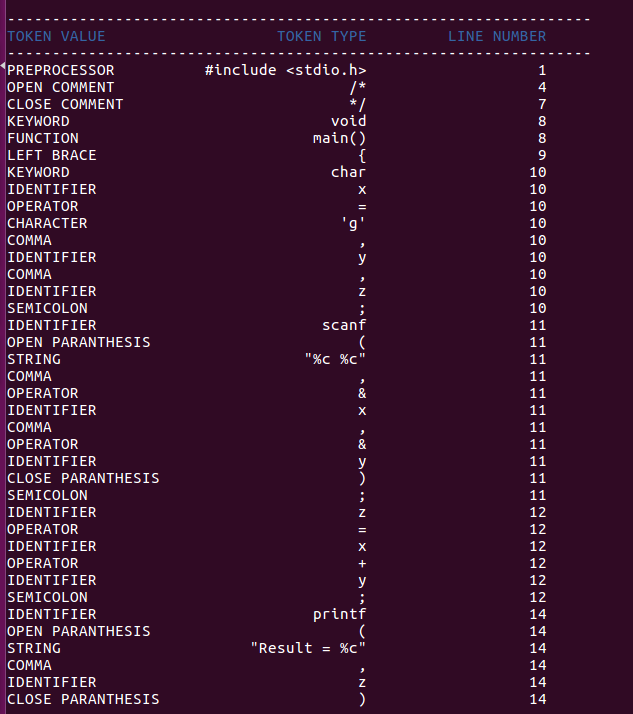 -----------------------------------------------------------------
TOKEN VALUE TOKEN TYPE LINE NUMBER
-----------------------------------------------------------------
PREPROCESSOR #include <stdio.h> 1
OPEN COMMENT /* 4
CLOSE COMMENT */ 7
KEYWORD void 8
FUNCTION main() 8
LEFT BRACE { 9
KEYWORD char 10
IDENTIFIER x 10
OPERATOR = 10
CHARACTER 'g' 10
COMMA , 10
IDENTIFIER y 10
COMMA , 10
IDENTIFIER z 10
SEMICOLON ; 10
IDENTIFIER scanf 11
OPEN PARANTHESIS ( 11
STRING "%c %c" 11
COMMA , 11
OPERATOR & 11
IDENTIFIER x 11
COMMA , 11
OPERATOR & 11
IDENTIFIER y 11
CLOSE PARANTHESIS ) 11
SEMICOLON ; 11
IDENTIFIER z 12
OPERATOR = 12
IDENTIFIER x 12
OPERATOR + 12
IDENTIFIER y 12
SEMICOLON ; 12
IDENTIFIER printf 14
OPEN PARANTHESIS ( 14
STRING "Result = %c" 14
COMMA , 14
IDENTIFIER z 14
CLOSE PARANTHESIS ) 14